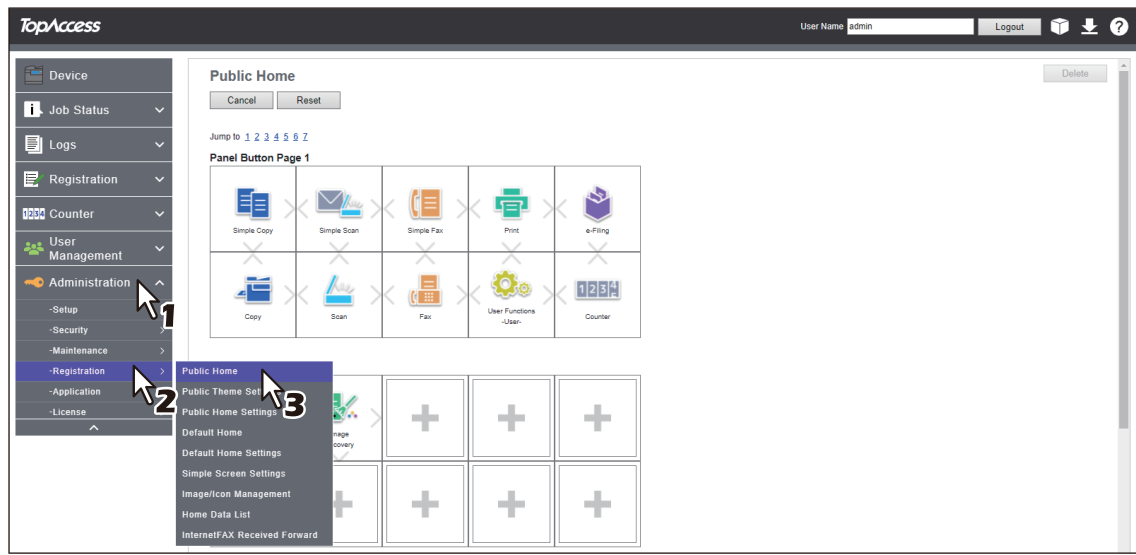 TopAccess
User Name admin
Logout
?
Device
i Job Status
Logs
Registration
1234 Counter
User
Management
Administration
1
-Setup
-Security
-Maintenance
-Registration
2
-Application
-License
Public Home
Delete
Cancel
Reset
Jump to 1 2 3 4 5 6 7
Panel Button Page 1
Simple Copy
Simple Scan
Simple Fax
Print
e-Filing
Copy
Scan
Fax
User Functions
-User-
1234
Counter
Public Home
3
Public Theme
Public Home Settings
Default Home
Default Home Settings
Simple Screen Settings
Image/Icon Management
Home Data List
InternetFAX Received Forward